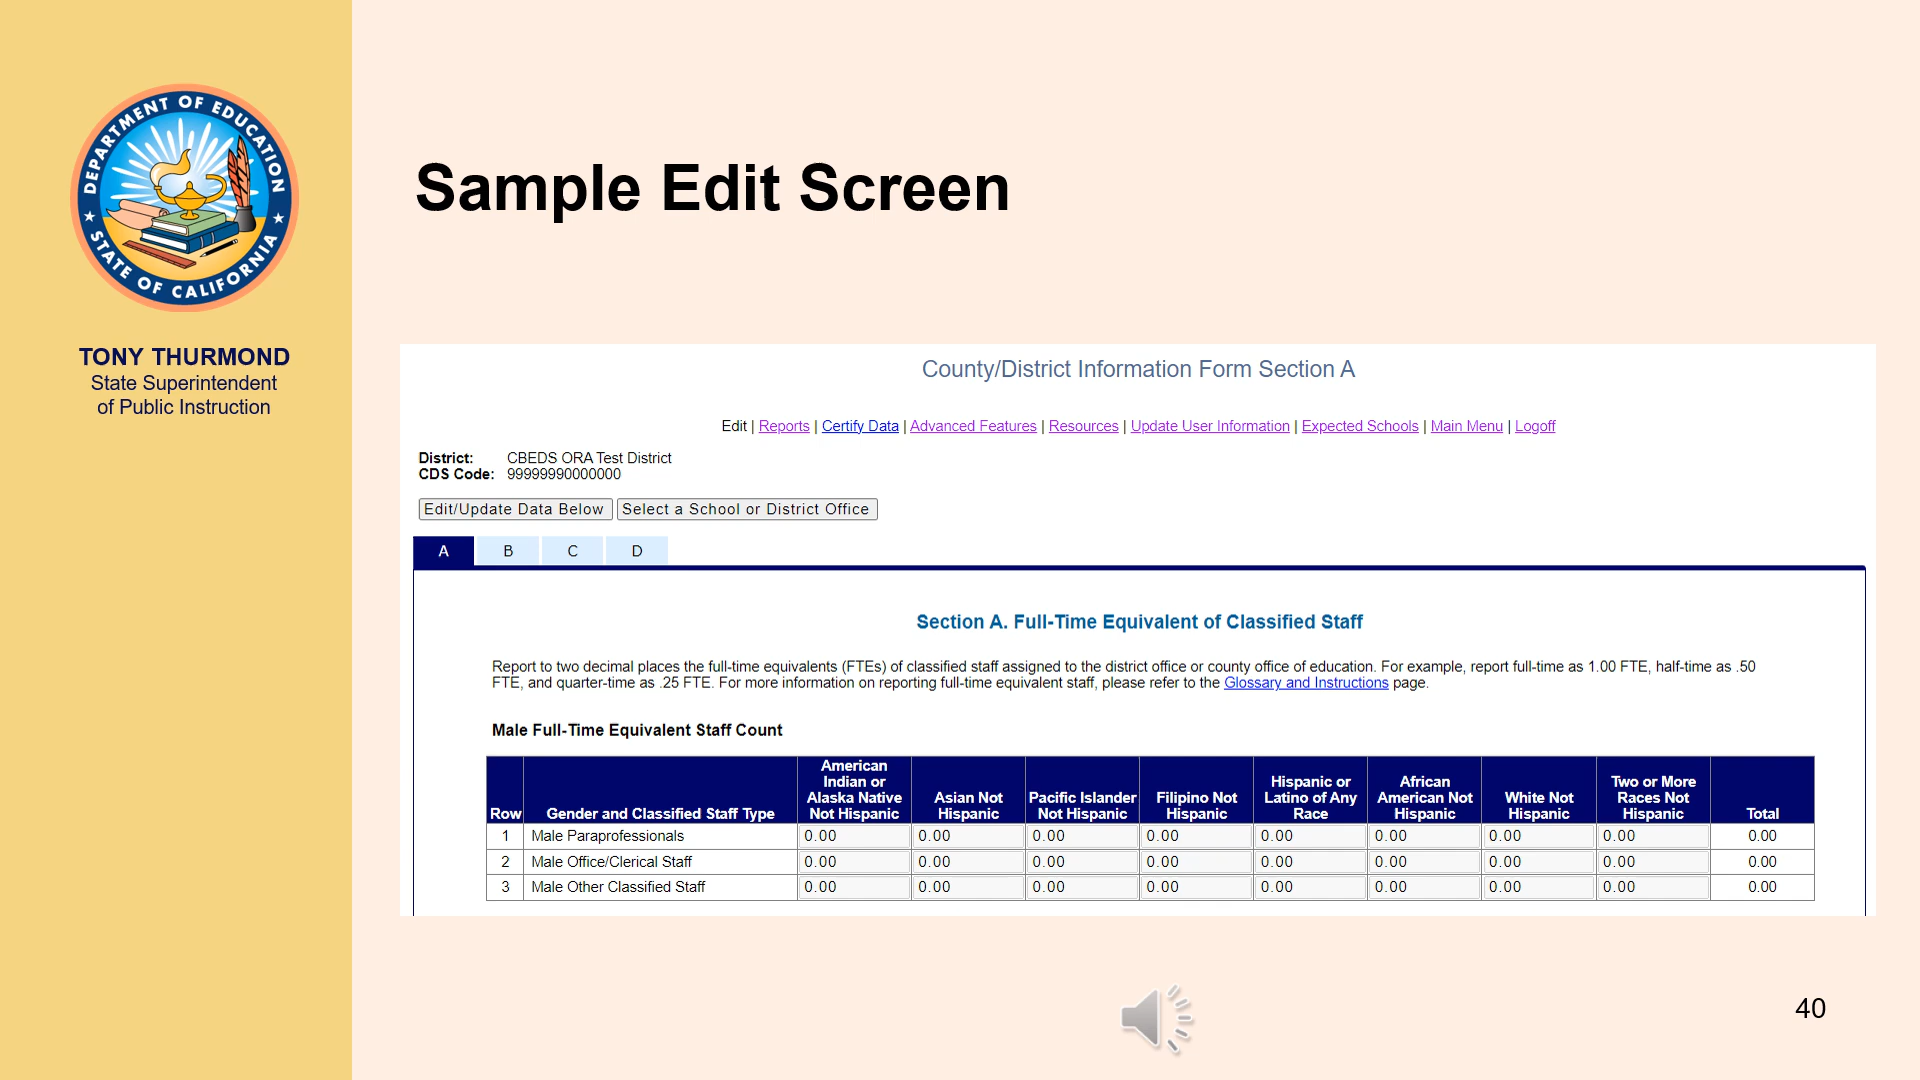 DEPARTMENT OF EDUCATION
STATE OF CALIFORNIA
TONY THURMOND
State Superintendent
of Public Instruction
Sample Edit Screen
County/District Information Form Section A
Edit | Reports | Certify Data | Advanced Features | Resources | Update User Information | Expected Schools | Main Menu | Logoff
District: CBEDS ORA Test District
CDS Code: 99999990000000
Edit/Update Data Below Select a School or District Office
A B C D
Section A. Full-Time Equivalent of Classified Staff
Report to two decimal places the full-time equivalents (FTEs) of classified staff assigned to the district office or county office of education. For example, report full-time as 1.00 FTE, half-time as .50
FTE, and quarter-time as .25 FTE. For more information on reporting full-time equivalent staff, please refer to the Glossary and Instructions page.
Male Full-Time Equivalent Staff Count
Row Gender and Classified Staff Type American Indian or Alaska Native Not Hispanic Asian Not Hispanic Pacific Islander Not Hispanic Filipino Not Hispanic Hispanic or Latino of Any Race African American Not Hispanic White Not Hispanic Two or More Races Not Hispanic Total
1 Male Paraprofessionals 0.00 0.00 0.00 0.00 0.00 0.00 0.00 0.00 0.00
2 Male Office/Clerical Staff 0.00 0.00 0.00 0.00 0.00 0.00 0.00 0.00 0.00
3 Male Other Classified Staff 0.00 0.00 0.00 0.00 0.00 0.00 0.00 0.00 0.00
40